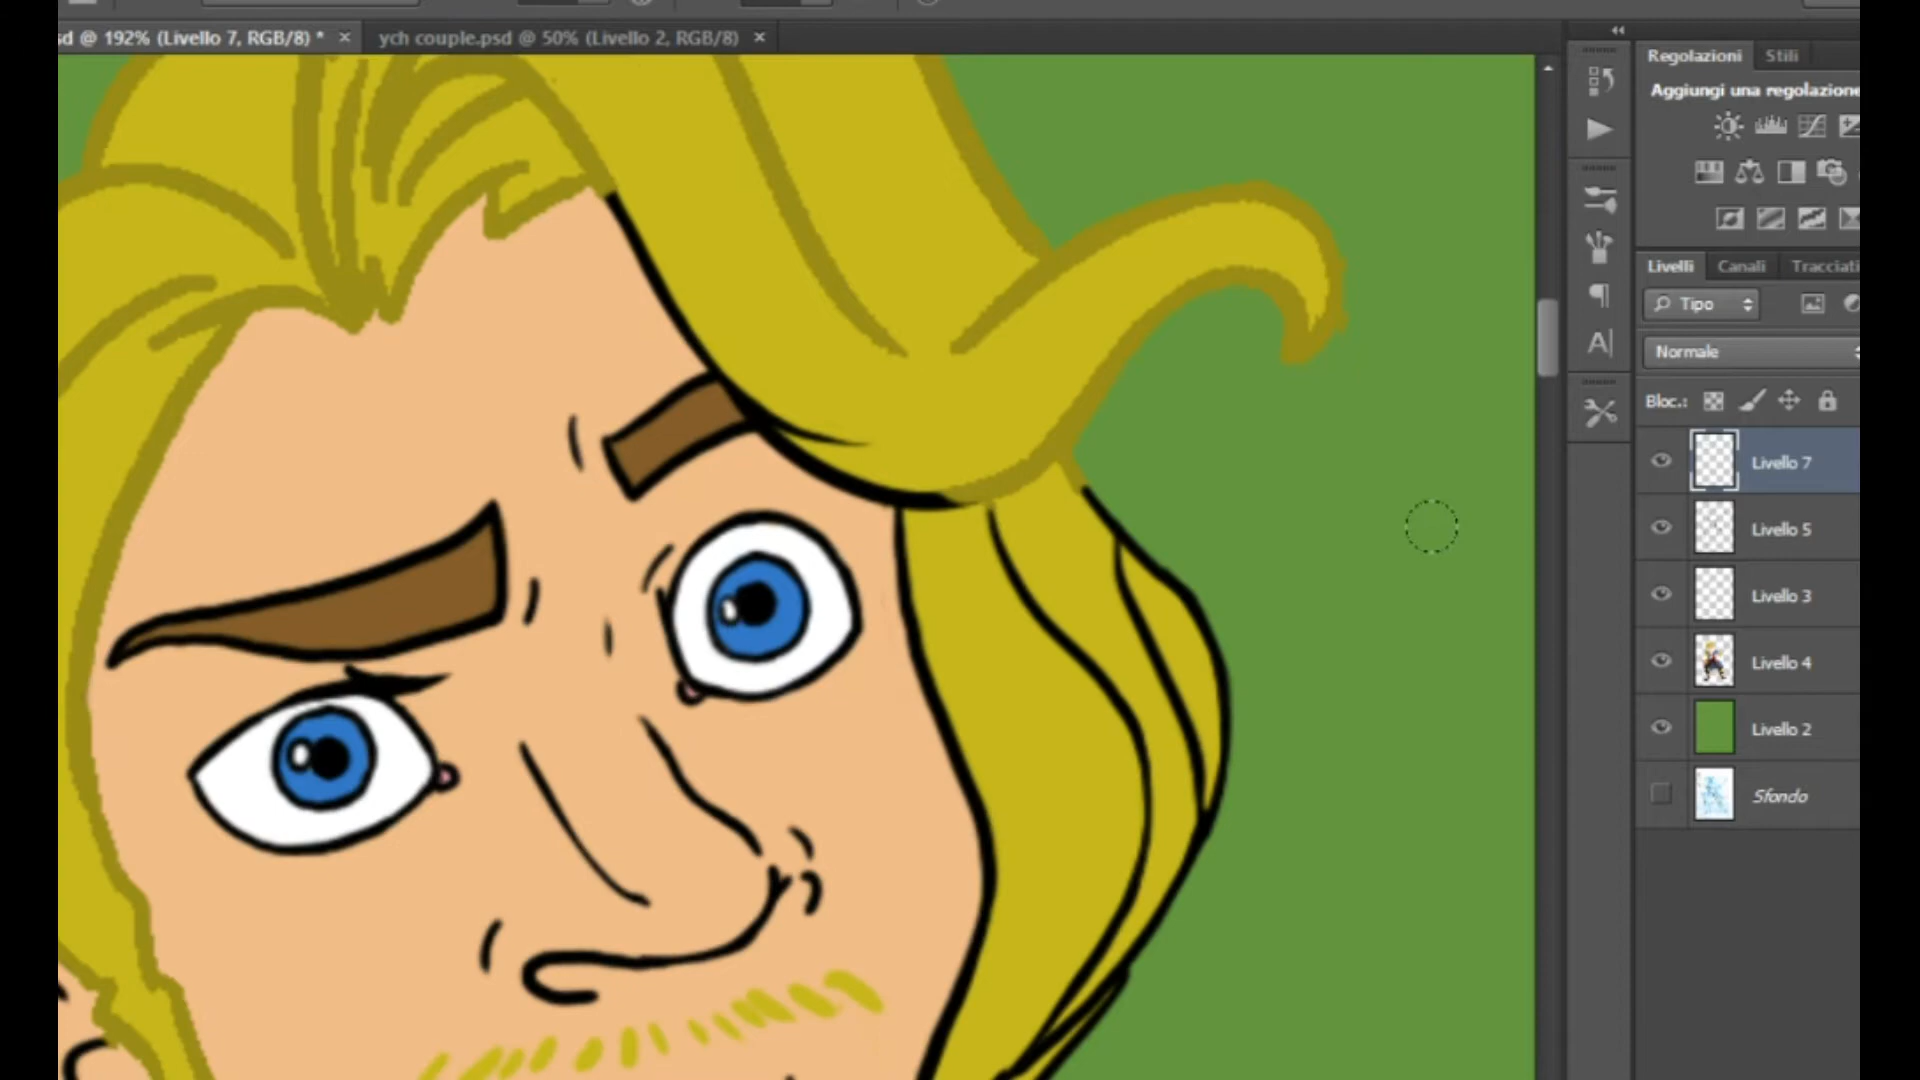 sd @ 192% (Livello 7, RGB/8) *
ych couple.psd @ 50% (Livello 2, RGB/8)
Regolazioni Stili
Aggiungi una regolazione
Livelli Canali Tracciati
Tipo
Normale
Bloc.:
Livello 7
Livello 5
Livello 3
Livello 4
Livello 2
Sfondo